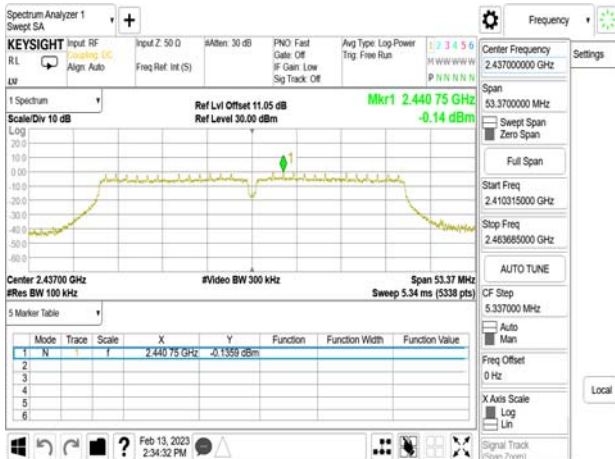 Spectrum Analyzer 1
Swept SA
Frequency
KEYSIGHT
RL
Input: RF
Coupling: DC
Align: Auto
Input Z: 50 Ω
Freq Ref: Int (S)
#Atten: 30 dB
PNO: Fast
Gate: Off
IF Gain: Low
Sig Track: Off
Avg Type: Log-Power
Trig: Free Run
1 2 3 4 5 6
M W W W W W
P N N N N N
1 Spectrum
Scale/Div 10 dB
Ref Lvl Offset 11.05 dB
Ref Level 30.00 dBm
Mkr1 2.440 75 GHz
-0.14 dBm
Log
20.0
10.0
0.00
-10.0
-20.0
-30.0
-40.0
-50.0
-60.0
1
Center 2.43700 GHz
#Res BW 100 kHz
#Video BW 300 kHz
Span 53.37 MHz
Sweep 5.34 ms (5338 pts)
5 Marker Table
Mode Trace Scale X Y Function Function Width Function Value
1 N 1 f 2.440 75 GHz -0.1359 dBm
2
3
4
5
6
Feb 13, 2023
2:34:32 PM
Center Frequency
2.437000000 GHz
Span
53.3700000 MHz
Swept Span
Zero Span
Full Span
Start Freq
2.410315000 GHz
Stop Freq
2.463685000 GHz
AUTO TUNE
CF Step
5.337000 MHz
Auto
Man
Freq Offset
0 Hz
X Axis Scale
Log
Lin
Signal Track
(Span Zoom)
Settings
Local